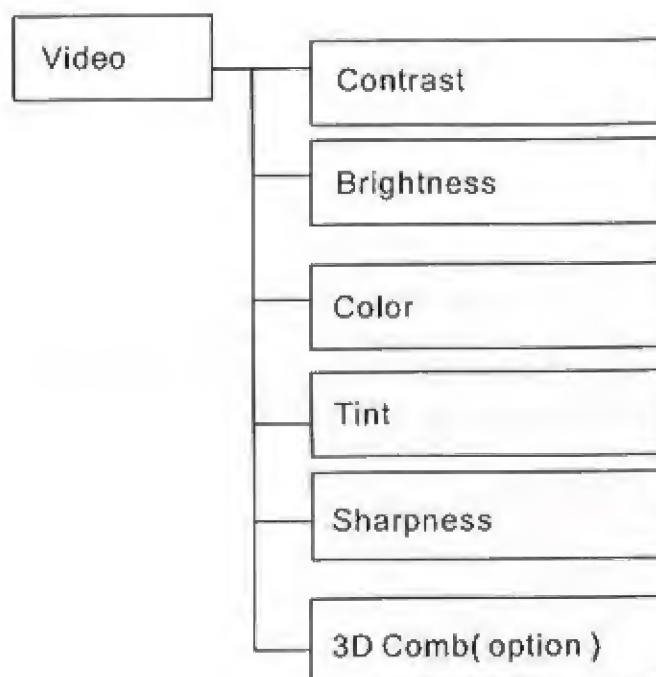 Video
Contrast
Brightness
Color
Tint
Sharpness
3D Comb( option )